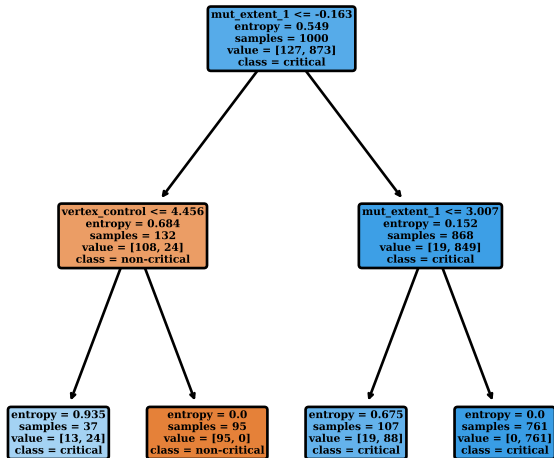 mut_extent_1 <= -0.163
entropy = 0.549
samples = 1000
value = [127, 873]
class = critical
vertex_control <= 4.456
entropy = 0.684
samples = 132
value = [108, 24]
class = non-critical
mut_extent_1 <= 3.007
entropy = 0.152
samples = 868
value = [19, 849]
class = critical
entropy = 0.935
samples = 37
value = [13, 24]
class = critical
entropy = 0.0
samples = 95
value = [95, 0]
class = non-critical
entropy = 0.675
samples = 107
value = [19, 88]
class = critical
entropy = 0.0
samples = 761
value = [0, 761]
class = critical